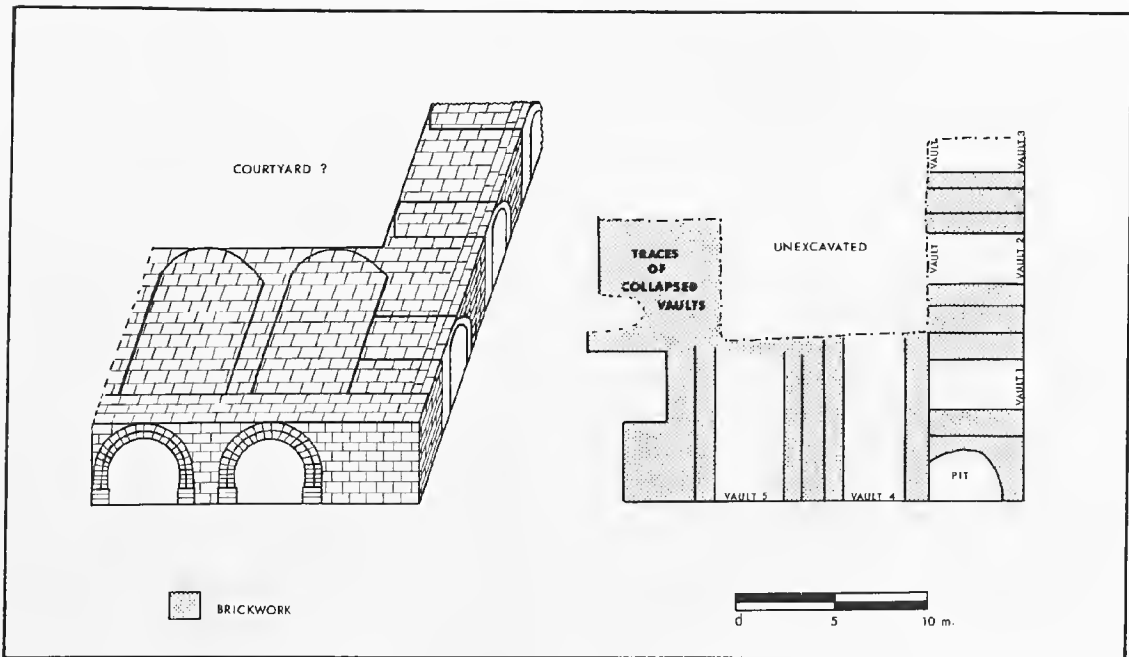 COURTYARD ?
TRACES
OF
COLLAPSED
VAULTS
UNEXCAVATED
VAULT
VAULT 3
VAULT
VAULT 2
VAULT 1
PIT
VAULT 5
VAULT 4
BRICKWORK
0 5 10 m.